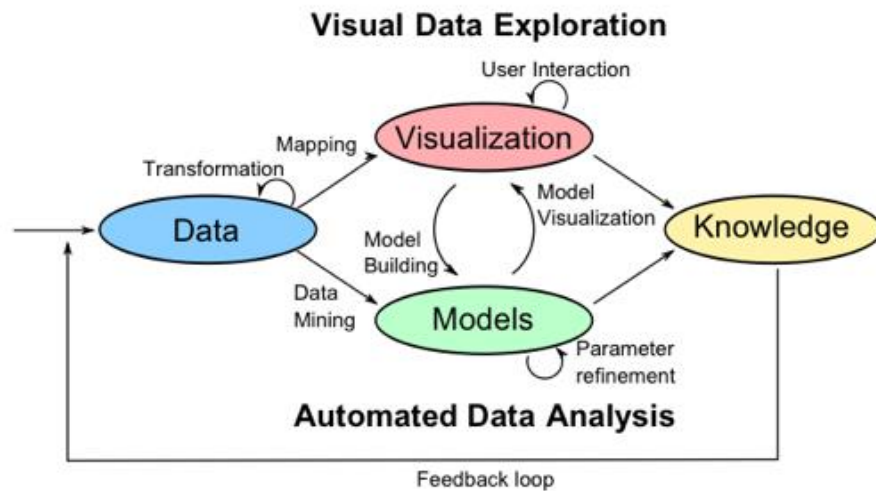 Visual Data Exploration
User Interaction
Visualization
Mapping
Transformation
Data
Model
Visualization
Knowledge
Model
Building
Data
Mining
Models
Parameter
refinement
Automated Data Analysis
Feedback loop